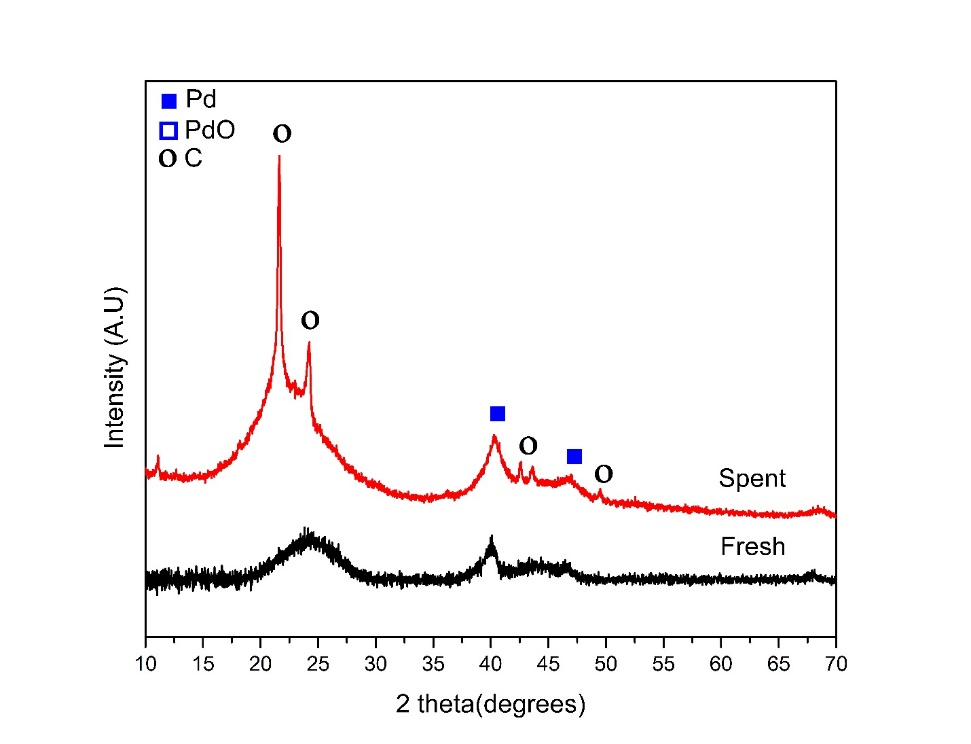 Pd
PdO
o C
o
o
o
o
Spent
Fresh
Intensity (A.U)
10 15 20 25 30 35 40 45 50 55 60 65 70
2 theta(degrees)